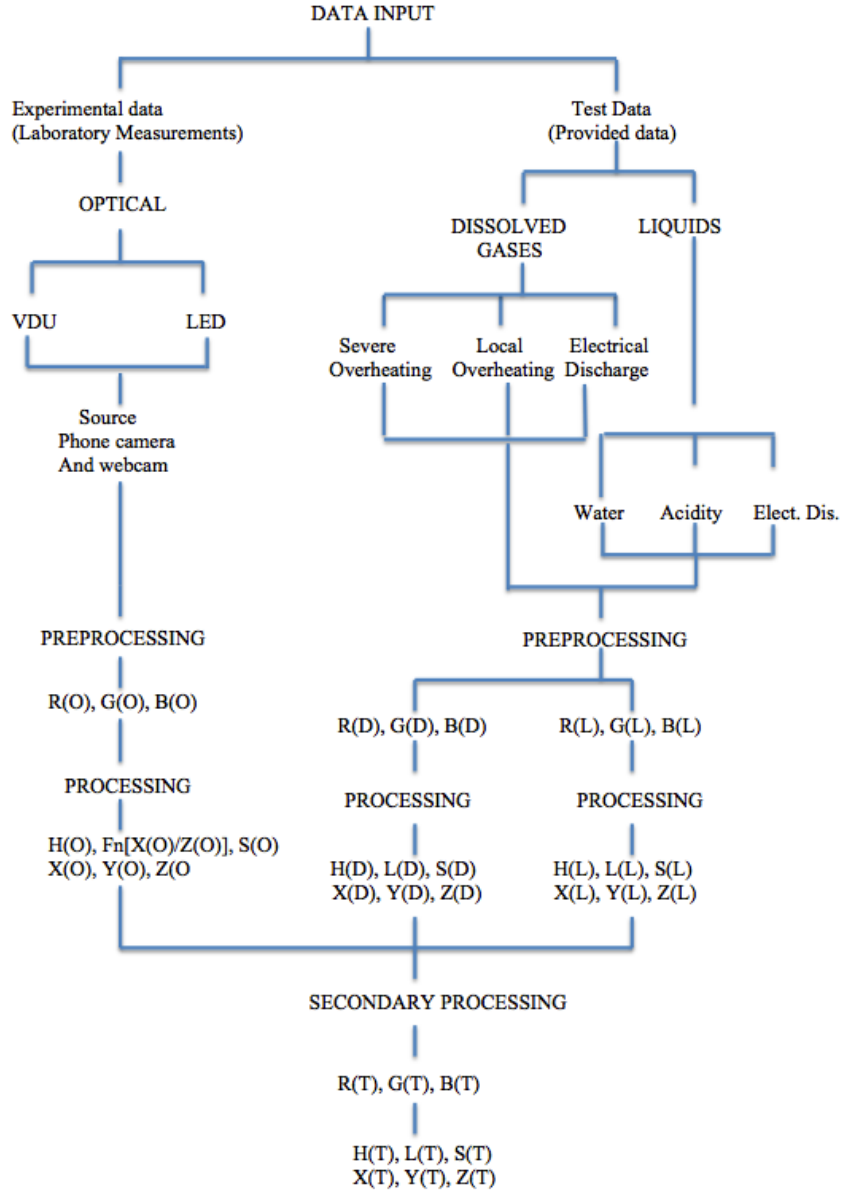 DATA INPUT
Experimental data
(Laboratory Measurements)
Test Data
(Provided data)
OPTICAL
DISSOLVED
GASES
LIQUIDS
VDU
LED
Severe
Overheating
Local
Overheating
Electrical
Discharge
Source
Phone camera
And webcam
Water
Acidity
Elect. Dis.
PREPROCESSING
PREPROCESSING
R(O), G(O), B(O)
R(D), G(D), B(D)
R(L), G(L), B(L)
PROCESSING
PROCESSING
PROCESSING
H(O), Fn[X(O)/Z(O)], S(O)
X(O), Y(O), Z(O
H(D), L(D), S(D)
X(D), Y(D), Z(D)
H(L), L(L), S(L)
X(L), Y(L), Z(L)
SECONDARY PROCESSING
R(T), G(T), B(T)
H(T), L(T), S(T)
X(T), Y(T), Z(T)